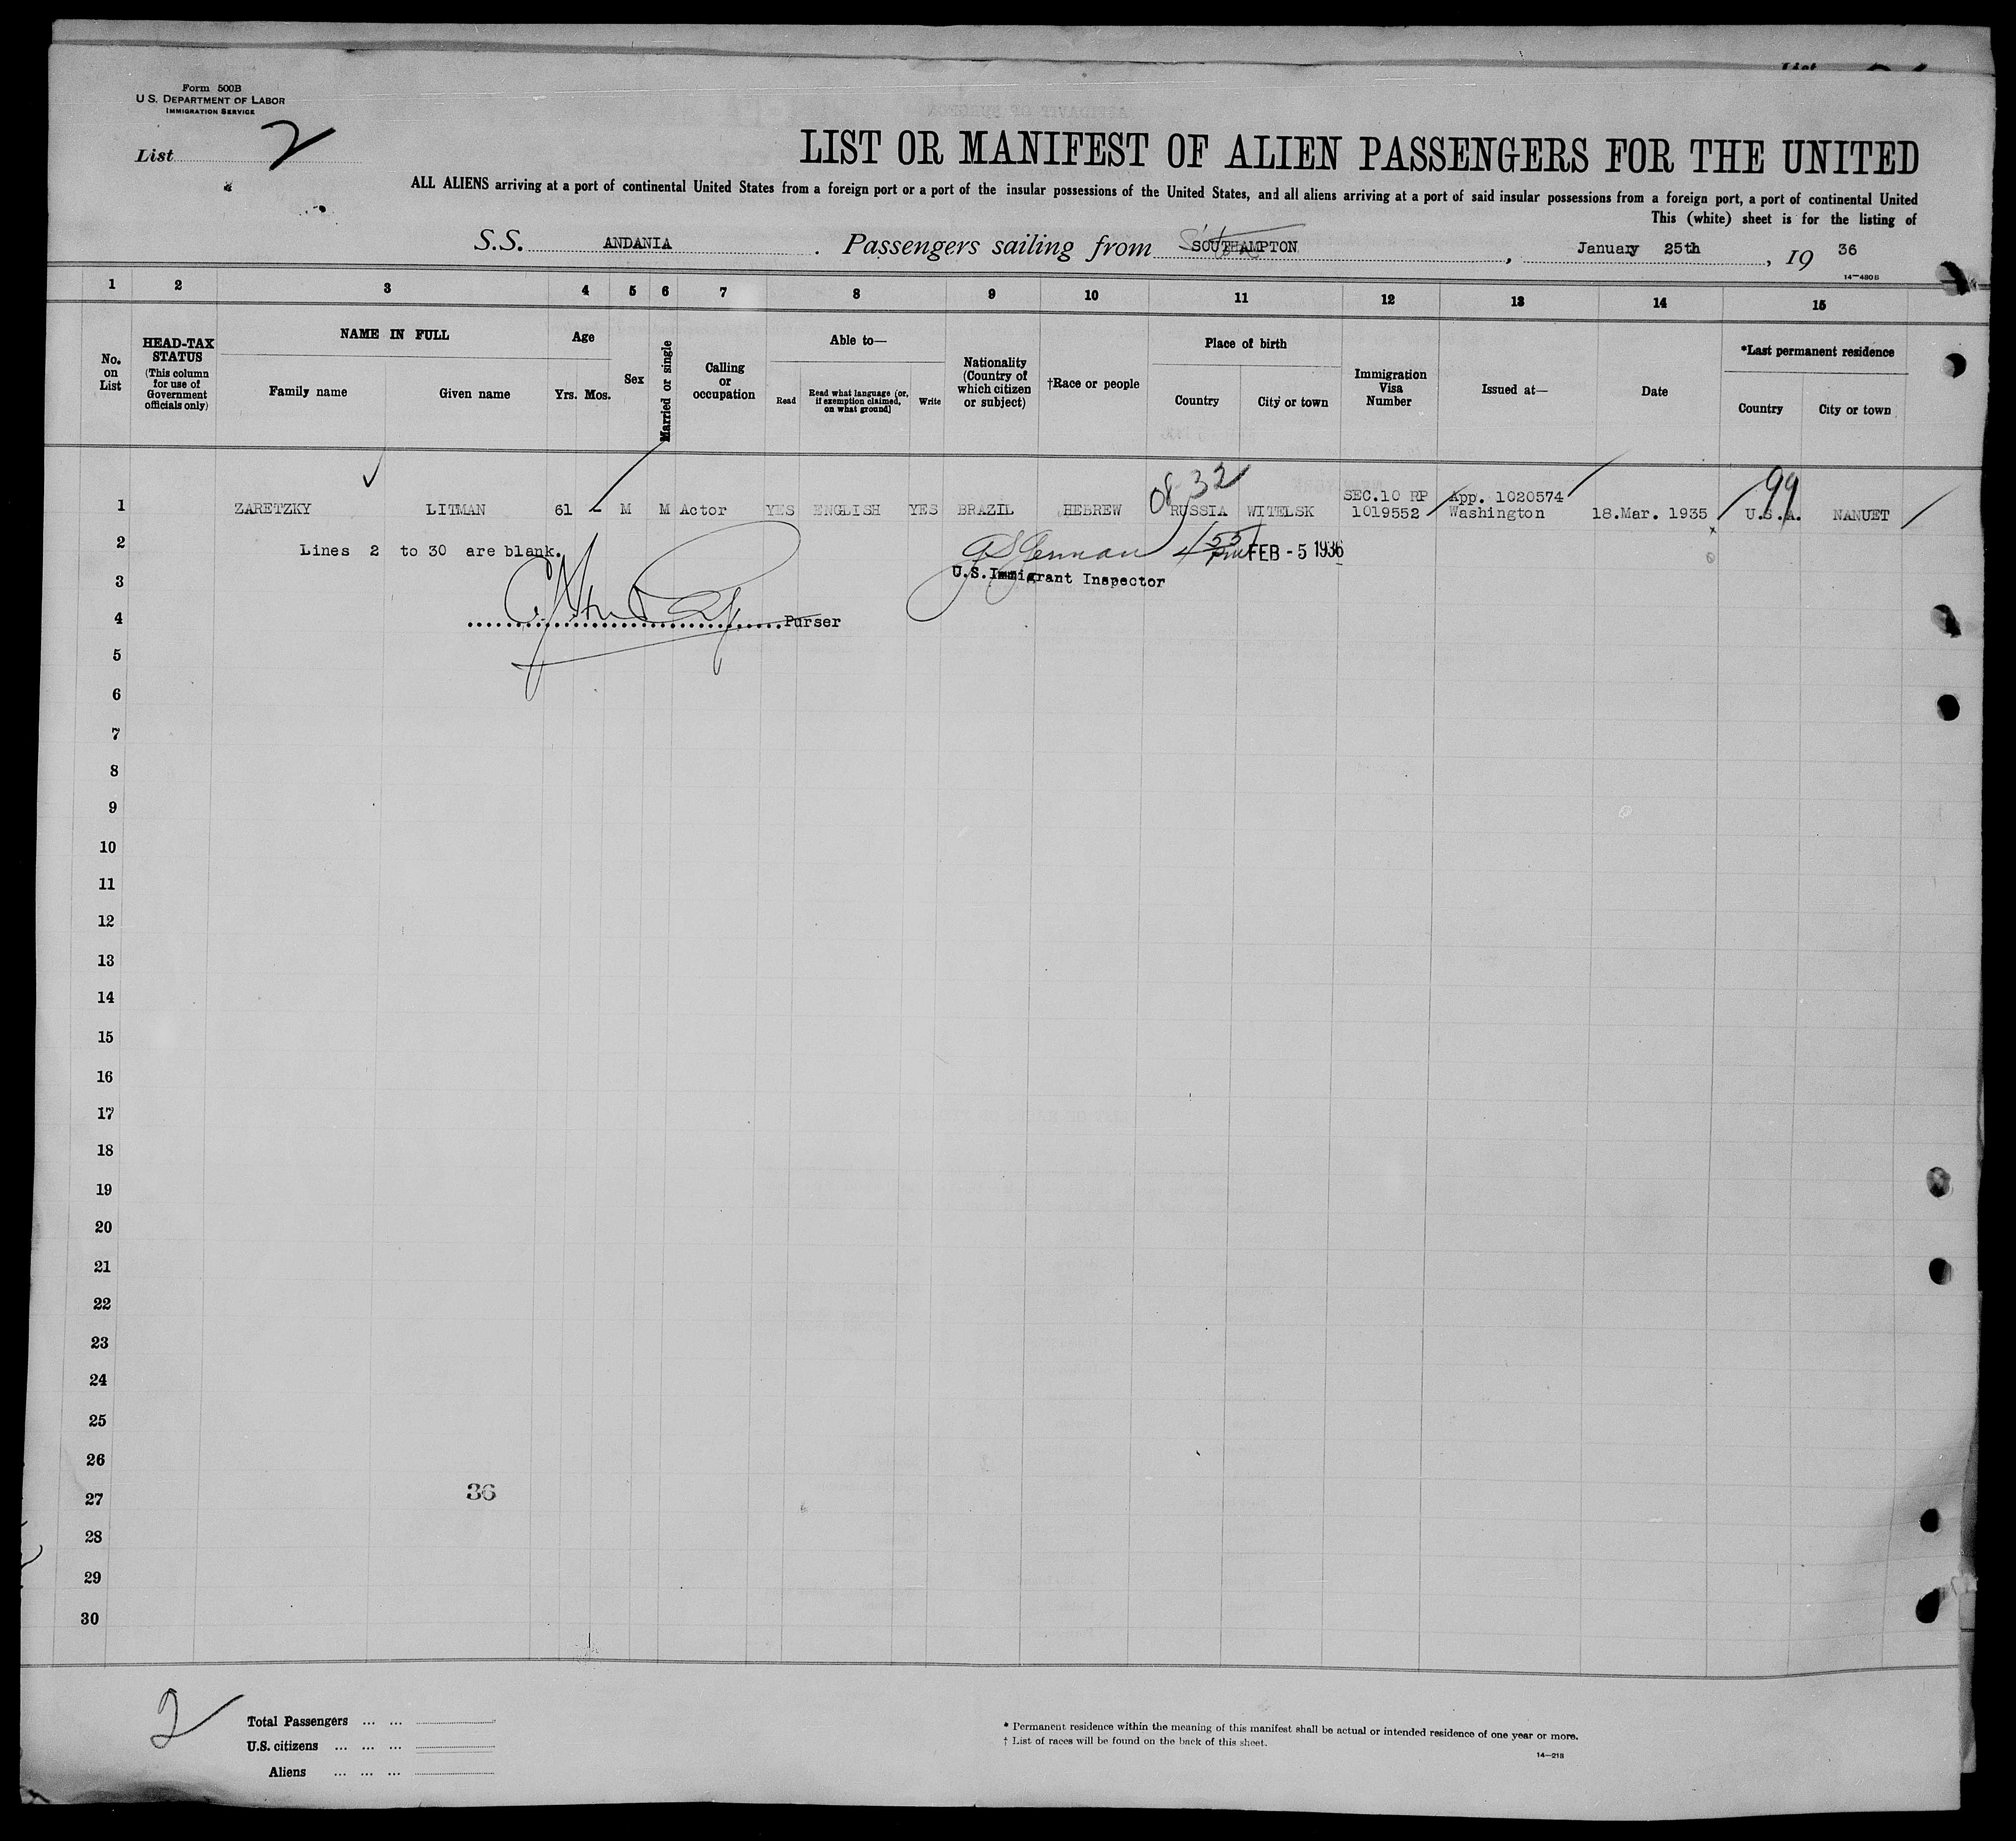 Form 500B
U.S. DEPARTMENT OF LABOR
IMMIGRATION SERVICE
List 2
LIST OR MANIFEST OF ALIEN PASSENGERS FOR THE UNITED
ALL ALIENS arriving at a port of continental United States from a foreign port or a port of the insular possessions of the United States, and all aliens arriving at a port of said insular possessions from a foreign port, a port of continental United
This (white) sheet is for the listing of
S.S. ANDANIA. Passengers sailing from SOUTHAMPTON, January 25th, 19 36
14—480B
1 2 3 4 5 6 7 8 9 10 11 12 13 14 15
No. on List
HEAD-TAX STATUS (This column for use of Government officials only)
NAME IN FULL
Family name
Given name
Age
Yrs. Mos.
Sex
Married or single
Calling or occupation
Able to—
Read
Read what language (or, if exemption claimed, on what ground)
Write
Nationality (Country of which citizen or subject)
†Race or people
Place of birth
Country
City or town
Immigration Visa Number
Issued at—
Date
*Last permanent residence
Country
City or town
0832
99
SEC.10 RP App. 1020574
1 ZARETZKY LITMAN 61 - M M Actor YES ENGLISH YES BRAZIL HEBREW RUSSIA WITELSK 1019552 Washington 18.Mar. 1935 U.S.A. NANUET
2 Lines 2 to 30 are blank. 4 55 PM FEB - 5 1936
3 U.S.Immigrant Inspector
4 Purser
5
6
7
8
9
10
11
12
13
14
15
16
17
18
19
20
21
22
23
24
25
26
27 36
28
29
30
2
Total Passengers ... ...
U.S. citizens ... ... ...
Aliens ... ... ...
* Permanent residence within the meaning of this manifest shall be actual or intended residence of one year or more.
† List of races will be found on the back of this sheet.
14—218